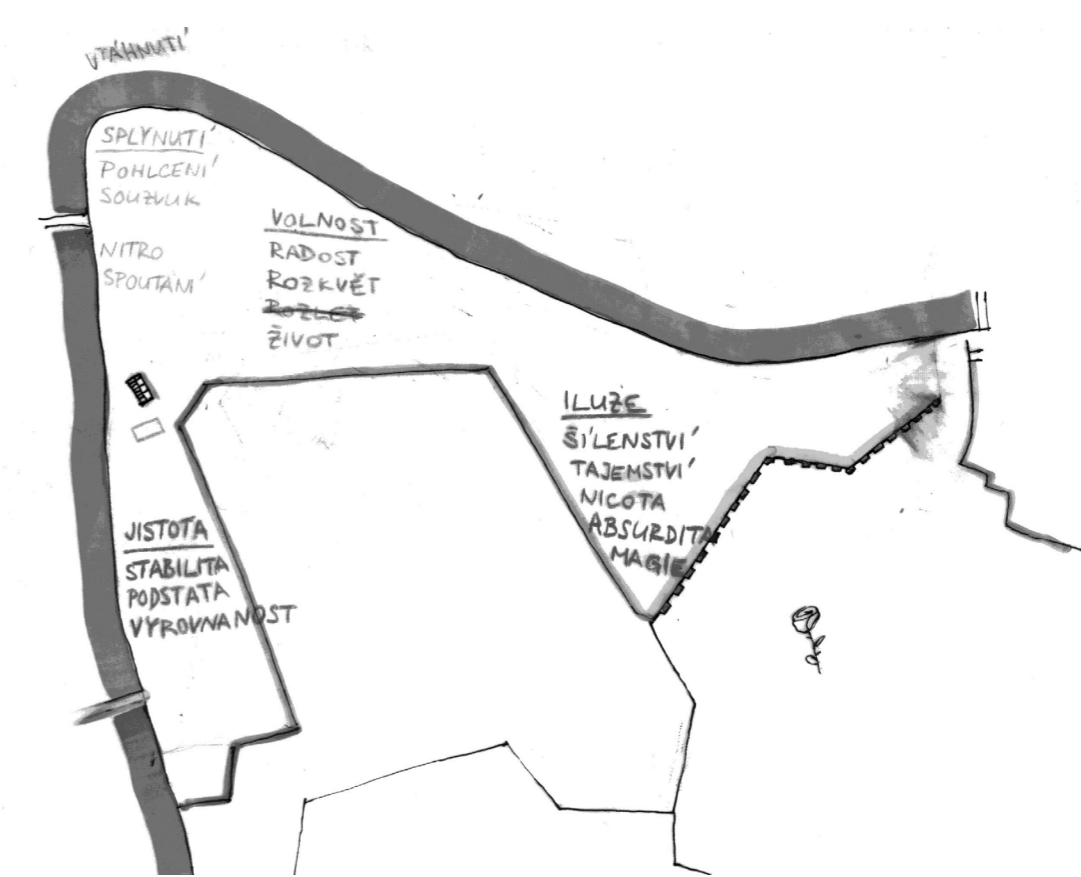 VTÁHNUTÍ
SPLYNUTÍ
POHLCENÍ
SOUZVUK
NITRO
SPOUTÁNÍ
VOLNOST
RADOST
ROZKVĚT
ROZLET
ŽIVOT
ILUZE
ŠÍLENSTVÍ
TAJEMSTVÍ
NICOTA
ABSURDITA
MAGIE
JISTOTA
STABILITA
PODSTATA
VYROVNANOST